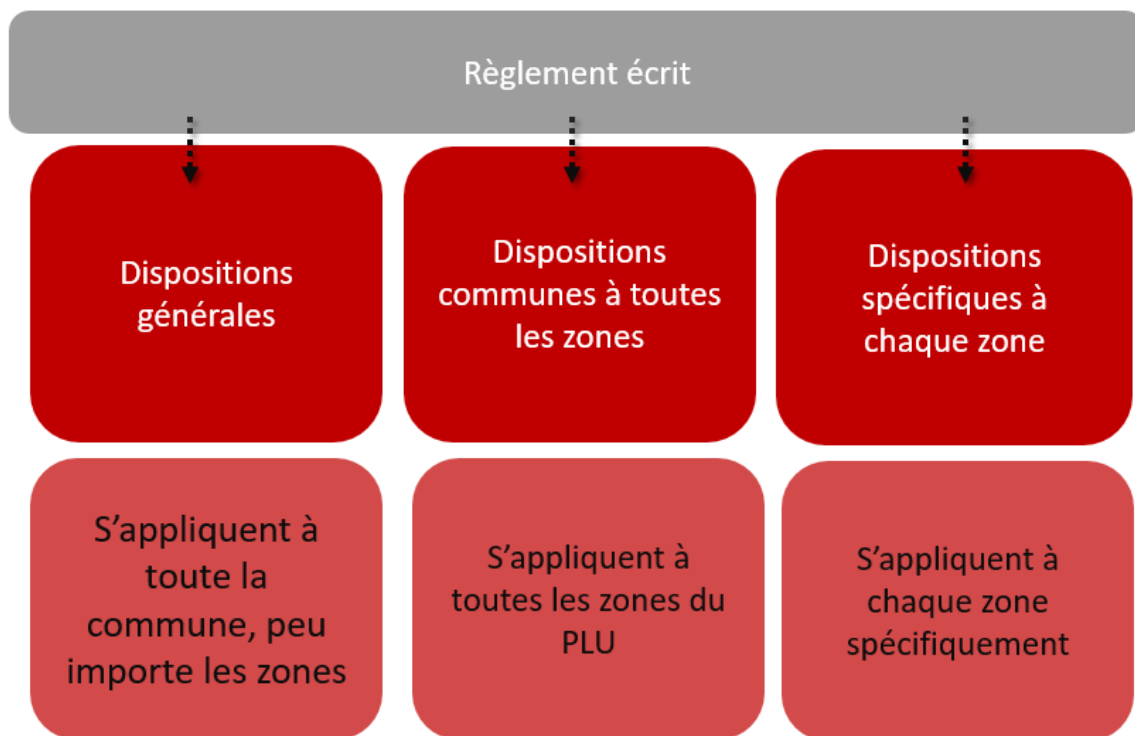 Règlement écrit
Dispositions
générales
Dispositions
communes à toutes
les zones
Dispositions
spécifiques à
chaque zone
S’appliquent à
toute la
commune, peu
importe les zones
S’appliquent à
toutes les zones du
PLU
S’appliquent à
chaque zone
spécifiquement